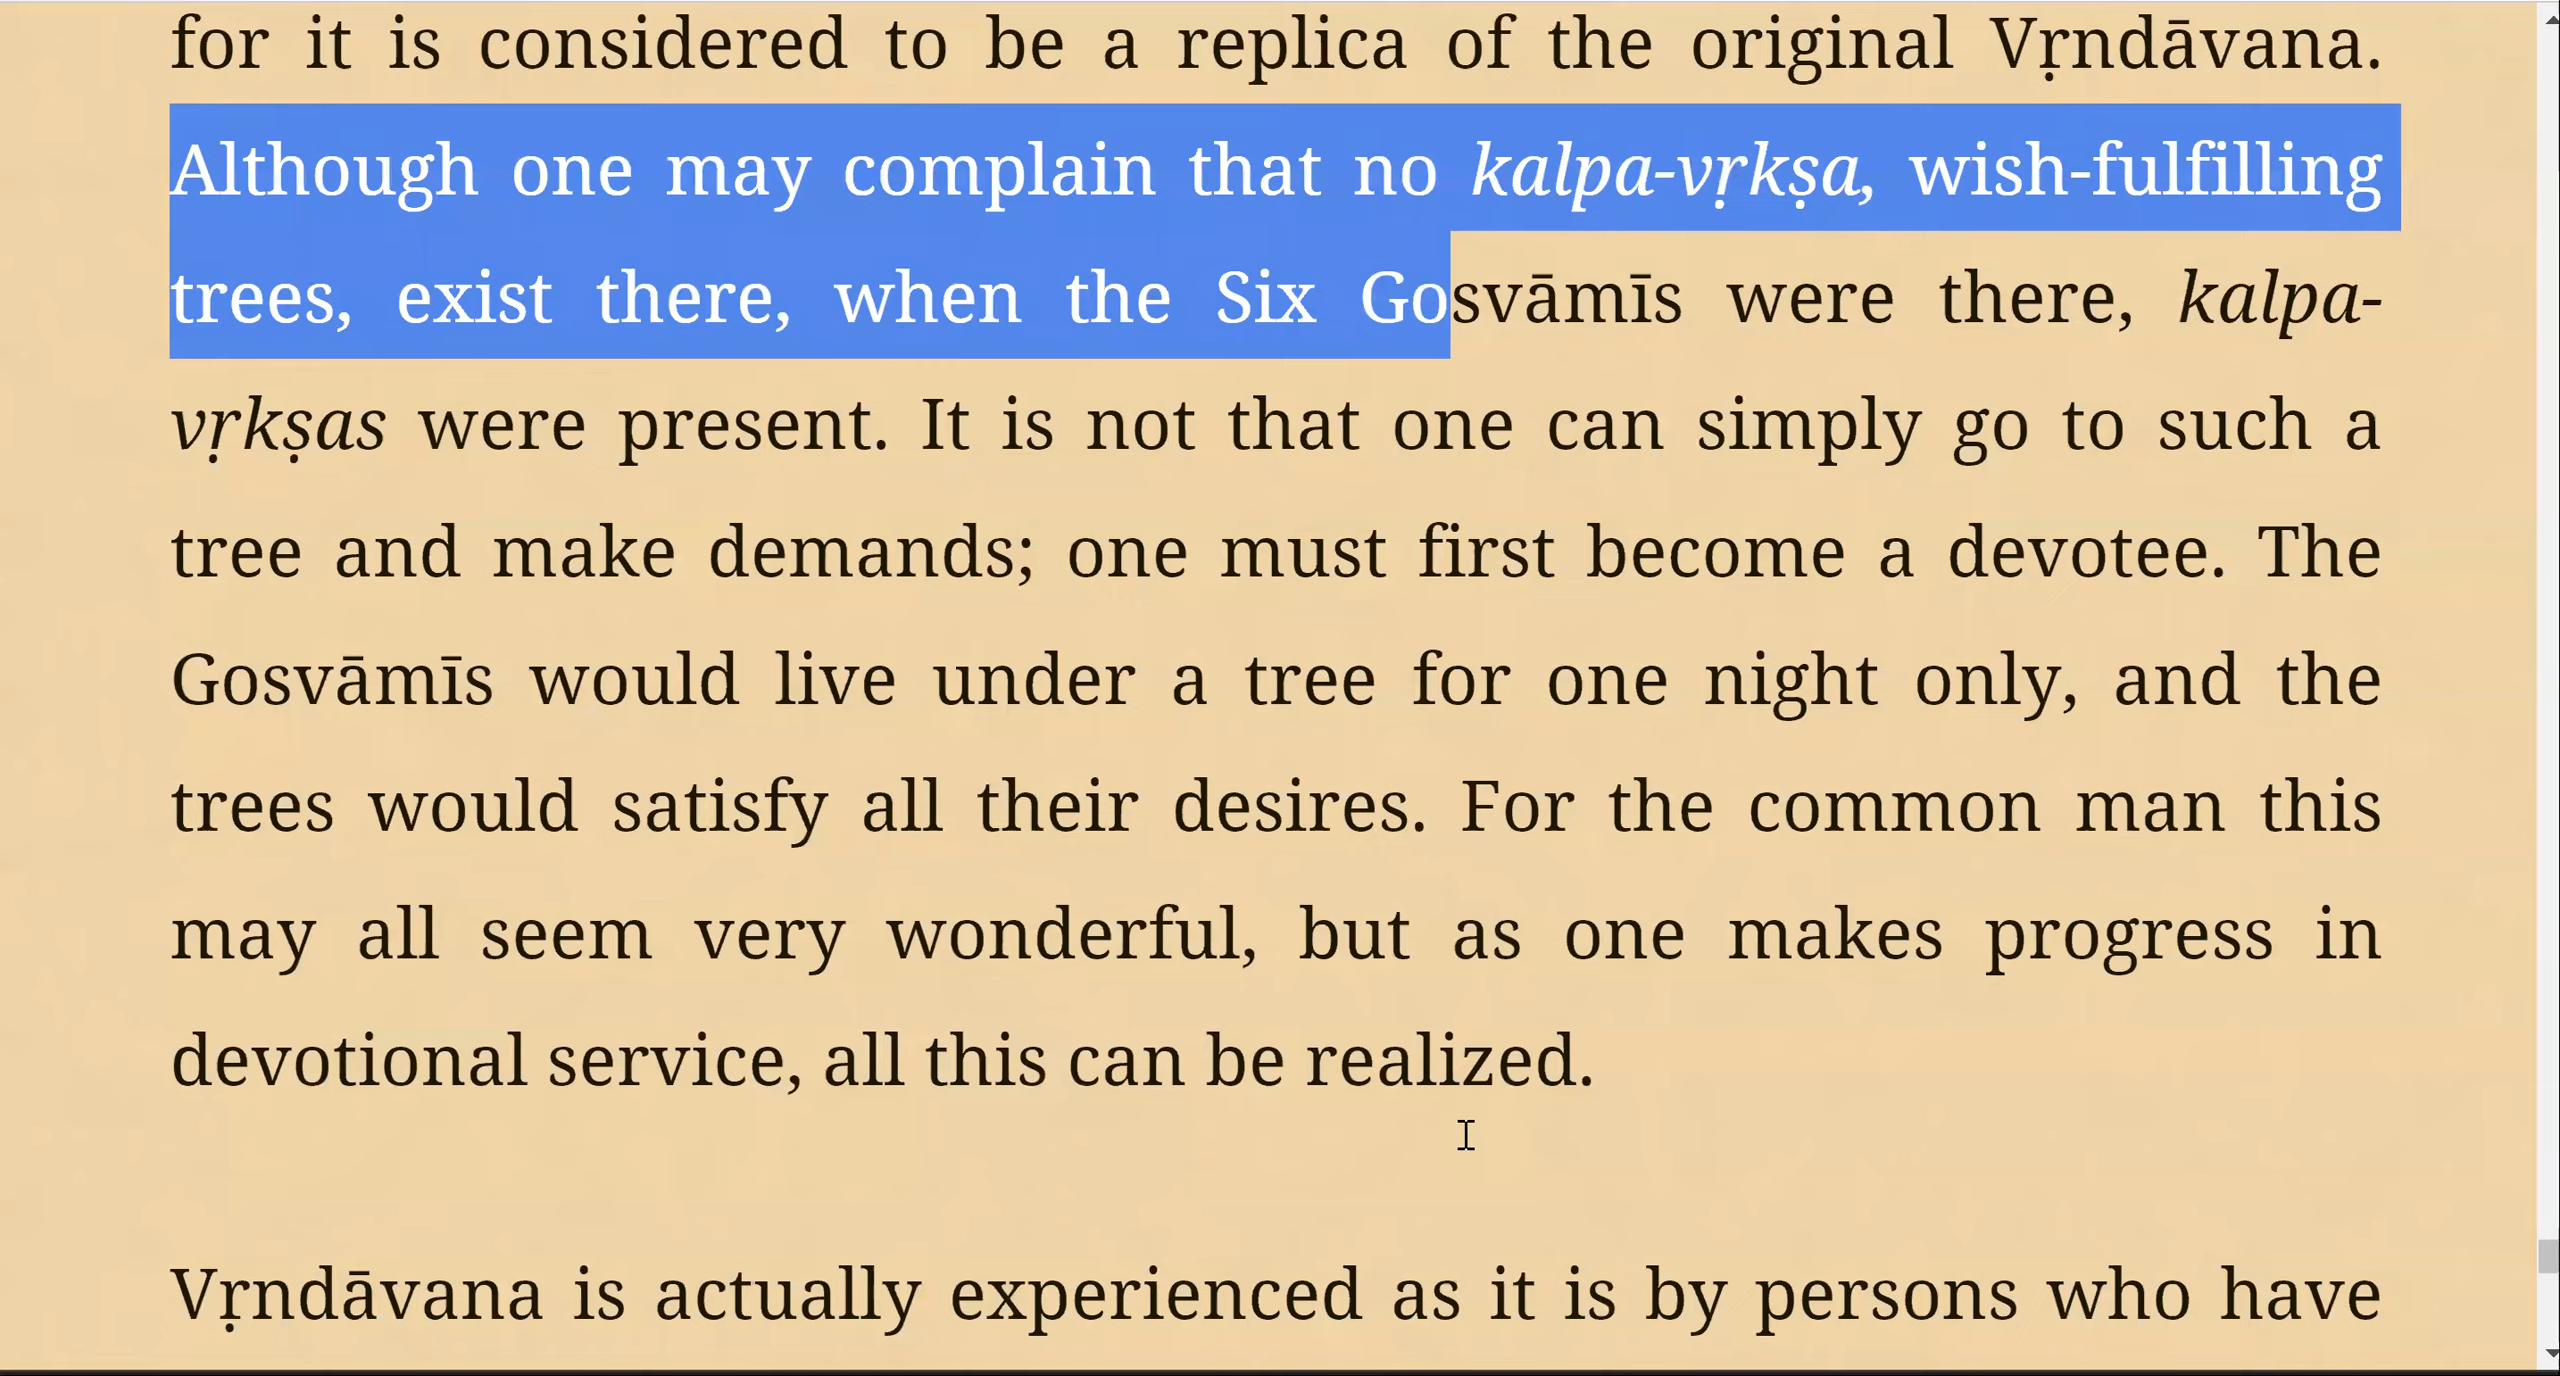 for it is considered to be a replica of the original Vṛndāvana.
Although one may complain that no kalpa-vṛkṣa, wish-fulfilling
trees, exist there, when the Six Gosvāmīs were there, kalpa-
vṛkṣas were present. It is not that one can simply go to such a
tree and make demands; one must first become a devotee. The
Gosvāmīs would live under a tree for one night only, and the
trees would satisfy all their desires. For the common man this
may all seem very wonderful, but as one makes progress in
devotional service, all this can be realized.
Vṛndāvana is actually experienced as it is by persons who have